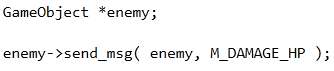 GameObject *enemy;
enemy->send_msg( enemy, M_DAMAGE_HP );